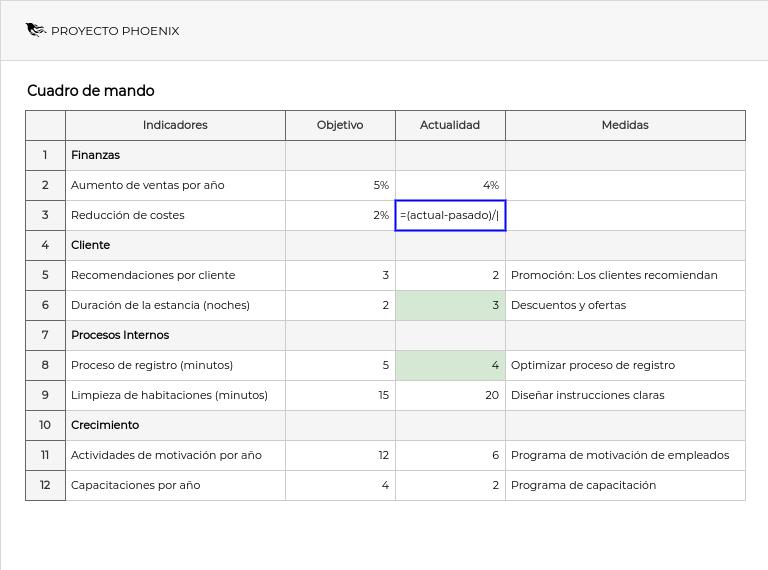 PROYECTO PHOENIX
Cuadro de mando
Indicadores Objetivo Actualidad Medidas
1 Finanzas
2 Aumento de ventas por año 5% 4%
3 Reducción de costes 2% =(actual-pasado)/|
4 Cliente
5 Recomendaciones por cliente 3 2 Promoción: Los clientes recomiendan
6 Duración de la estancia (noches) 2 3 Descuentos y ofertas
7 Procesos Internos
8 Proceso de registro (minutos) 5 4 Optimizar proceso de registro
9 Limpieza de habitaciones (minutos) 15 20 Diseñar instrucciones claras
10 Crecimiento
11 Actividades de motivación por año 12 6 Programa de motivación de empleados
12 Capacitaciones por año 4 2 Programa de capacitación